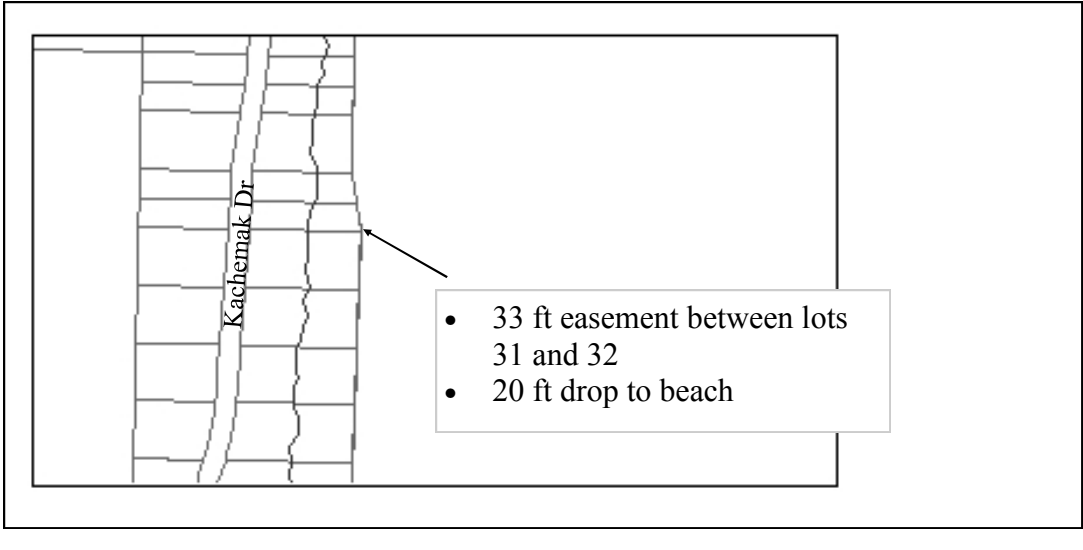 Kachemak Dr
• 33 ft easement between lots
31 and 32
• 20 ft drop to beach